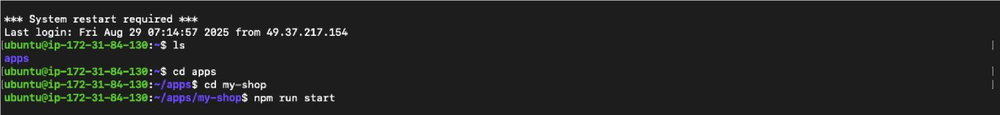 *** System restart required ***
Last login: Fri Aug 29 07:14:57 2025 from 49.37.217.154
[ubuntu@ip-172-31-84-130:~$ ls ]
apps
[ubuntu@ip-172-31-84-130:~$ cd apps ]
[ubuntu@ip-172-31-84-130:~/apps$ cd my-shop ]
ubuntu@ip-172-31-84-130:~/apps/my-shop$ npm run start